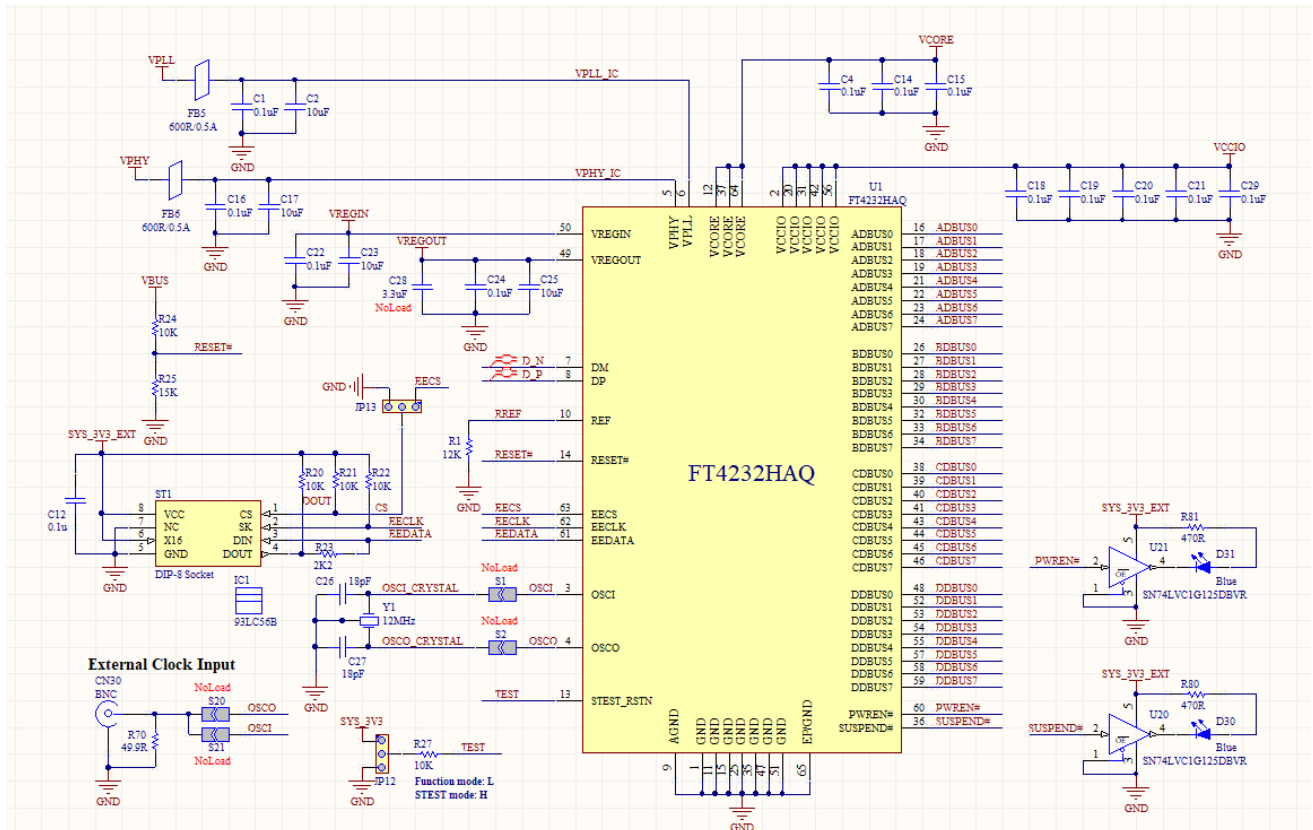 VPLL
FB5
600R/0.5A
C1
0.1uF
C2
10uF
GND
VPLL_IC
VCORE
C4
0.1uF
C14
0.1uF
C15
0.1uF
GND
VPHY
FB6
600R/0.5A
C16
0.1uF
C17
10uF
GND
VPHY_IC
VCCIO
C18
0.1uF
C19
0.1uF
C20
0.1uF
C21
0.1uF
C29
0.1uF
GND
VREGIN
C22
0.1uF
C23
10uF
GND
VREGOUT
C28
3.3uF
NoLoad
C24
0.1uF
C25
10uF
GND
VBUS
R24
10K
RESET#
R25
15K
GND
D_N
D_P
GND
EECS
JP13
RREF
R1
12K
GND
RESET#
SYS_3V3_EXT
C12
0.1u
GND
ST1
8 VCC CS 1
7 NC SK 2
6 X16 DIN 3
5 GND DOUT 4
DIP-8 Socket
R20
10K
R21
10K
R22
10K
DOUT
CS
EECLK
EEDATA
R23
2K2
IC1
93LC56B
EECS
EECLK
EEDATA
C26
18pF
OSCI_CRYSTAL
NoLoad
S1
OSCI
Y1
12MHz
OSCO_CRYSTAL
NoLoad
S2
OSCO
C27
18pF
GND
TEST
External Clock Input
CN30
BNC
NoLoad
S20
OSCO
S21
OSCI
NoLoad
R70
49.9R
GND
SYS_3V3
JP12
GND
R27
10K
TEST
Function mode: L
STEST mode: H
U1
FT4232HAQ
5 VPHY
6 VPLL
12 VCORE
37 VCORE
64 VCORE
2 VCCIO
20 VCCIO
31 VCCIO
42 VCCIO
56 VCCIO
50 VREGIN
49 VREGOUT
7 DM
8 DP
10 REF
14 RESET#
63 EECS
62 EECLK
61 EEDATA
3 OSCI
4 OSCO
13 STEST_RSTN
FT4232HAQ
ADBUS0 16 ADBUS0
ADBUS1 17 ADBUS1
ADBUS2 18 ADBUS2
ADBUS3 19 ADBUS3
ADBUS4 21 ADBUS4
ADBUS5 22 ADBUS5
ADBUS6 23 ADBUS6
ADBUS7 24 ADBUS7
BDBUS0 26 BDBUS0
BDBUS1 27 BDBUS1
BDBUS2 28 BDBUS2
BDBUS3 29 BDBUS3
BDBUS4 30 BDBUS4
BDBUS5 32 BDBUS5
BDBUS6 33 BDBUS6
BDBUS7 34 BDBUS7
CDBUS0 38 CDBUS0
CDBUS1 39 CDBUS1
CDBUS2 40 CDBUS2
CDBUS3 41 CDBUS3
CDBUS4 43 CDBUS4
CDBUS5 44 CDBUS5
CDBUS6 45 CDBUS6
CDBUS7 46 CDBUS7
DDBUS0 48 DDBUS0
DDBUS1 52 DDBUS1
DDBUS2 53 DDBUS2
DDBUS3 54 DDBUS3
DDBUS4 55 DDBUS4
DDBUS5 57 DDBUS5
DDBUS6 58 DDBUS6
DDBUS7 59 DDBUS7
PWREN# 60 PWREN#
SUSPEND# 36 SUSPEND#
AGND 9
GND 1
GND 11
GND 15
GND 25
GND 35
GND 47
GND 51
EPGND 65
GND
SYS_3V3_EXT
R81
470R
PWREN#
2
5
U21
4
OE
1
3
D31
Blue
SN74LVC1G125DBVR
GND
SYS_3V3_EXT
R80
470R
SUSPEND#
2
5
U20
4
OE
1
3
D30
Blue
SN74LVC1G125DBVR
GND